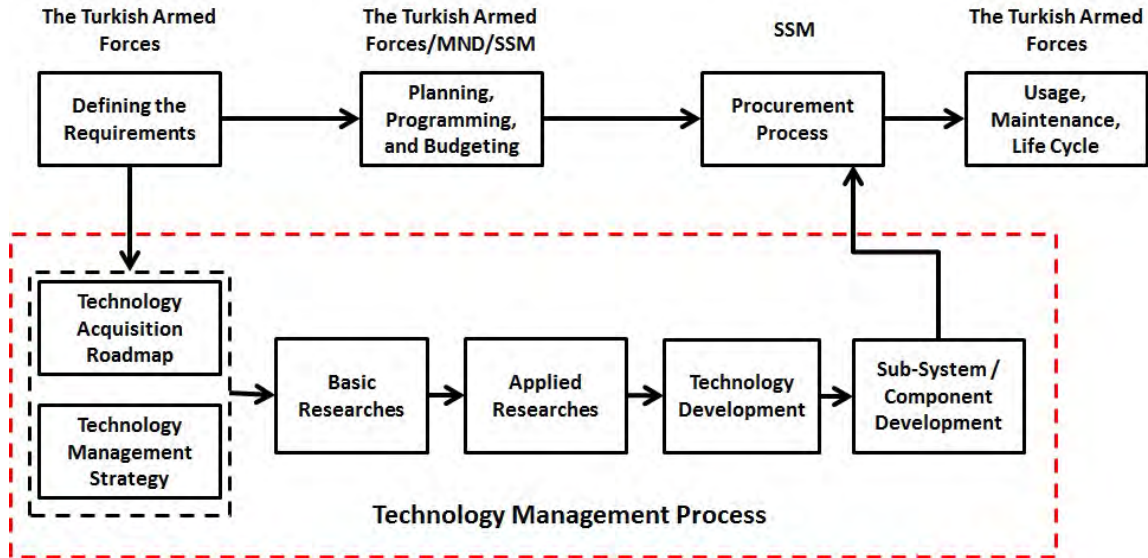 The Turkish Armed
Forces
The Turkish Armed
Forces/MND/SSM
SSM
The Turkish Armed
Forces
Defining the
Requirements
Planning,
Programming,
and Budgeting
Procurement
Process
Usage,
Maintenance,
Life Cycle
Technology
Acquisition
Roadmap
Technology
Management
Strategy
Basic
Researches
Applied
Researches
Technology
Development
Sub-System /
Component
Development
Technology Management Process